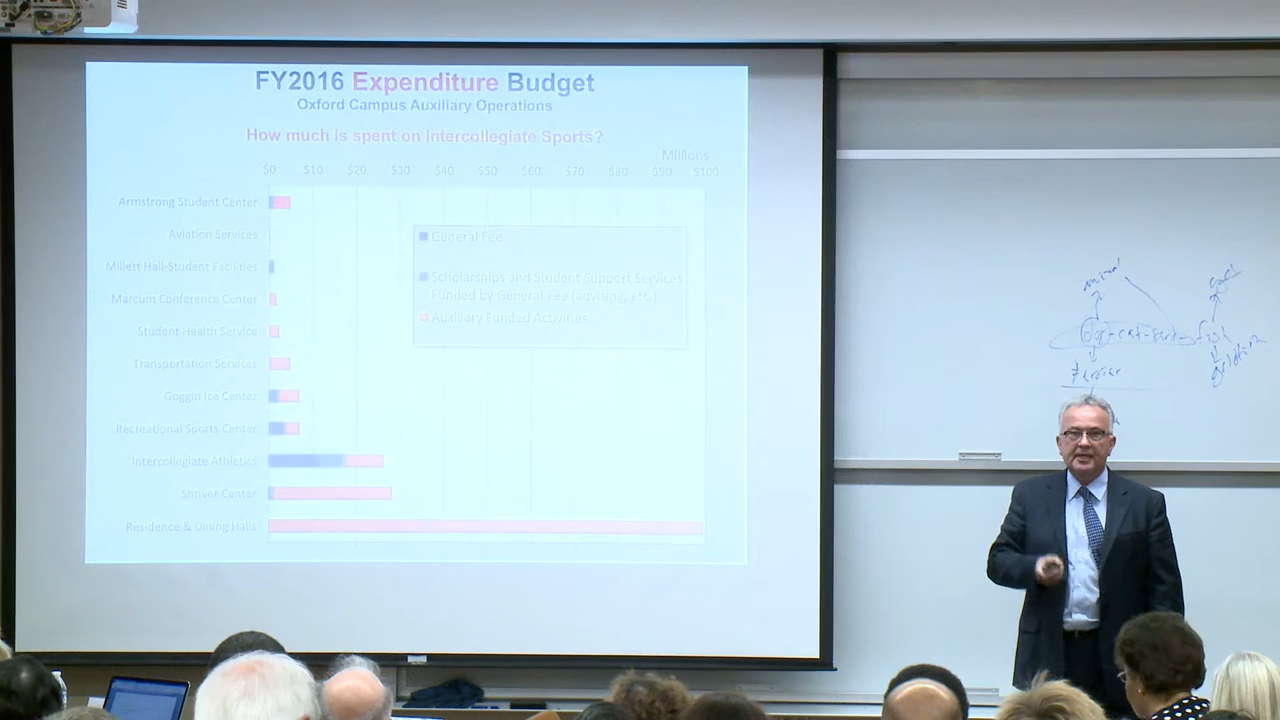 FY2016 Expenditure Budget
Oxford Campus Auxiliary Operations
How much is spent on Intercollegiate Sports?
Millions
$0 $10 $20 $30 $40 $50 $60 $70 $80 $90 $100
Armstrong Student Center
Aviation Services
General Fee
Millett Hall-Student Facilities
Scholarships and Student Support Services
Funded by General Fee (advising, etc.)
Marcum Conference Center
Auxiliary Funded Activities
Student Health Service
Transportation Services
Goggin Ice Center
Recreational Sports Center
Intercollegiate Athletics
Shriver Center
Residence & Dining Halls
animal